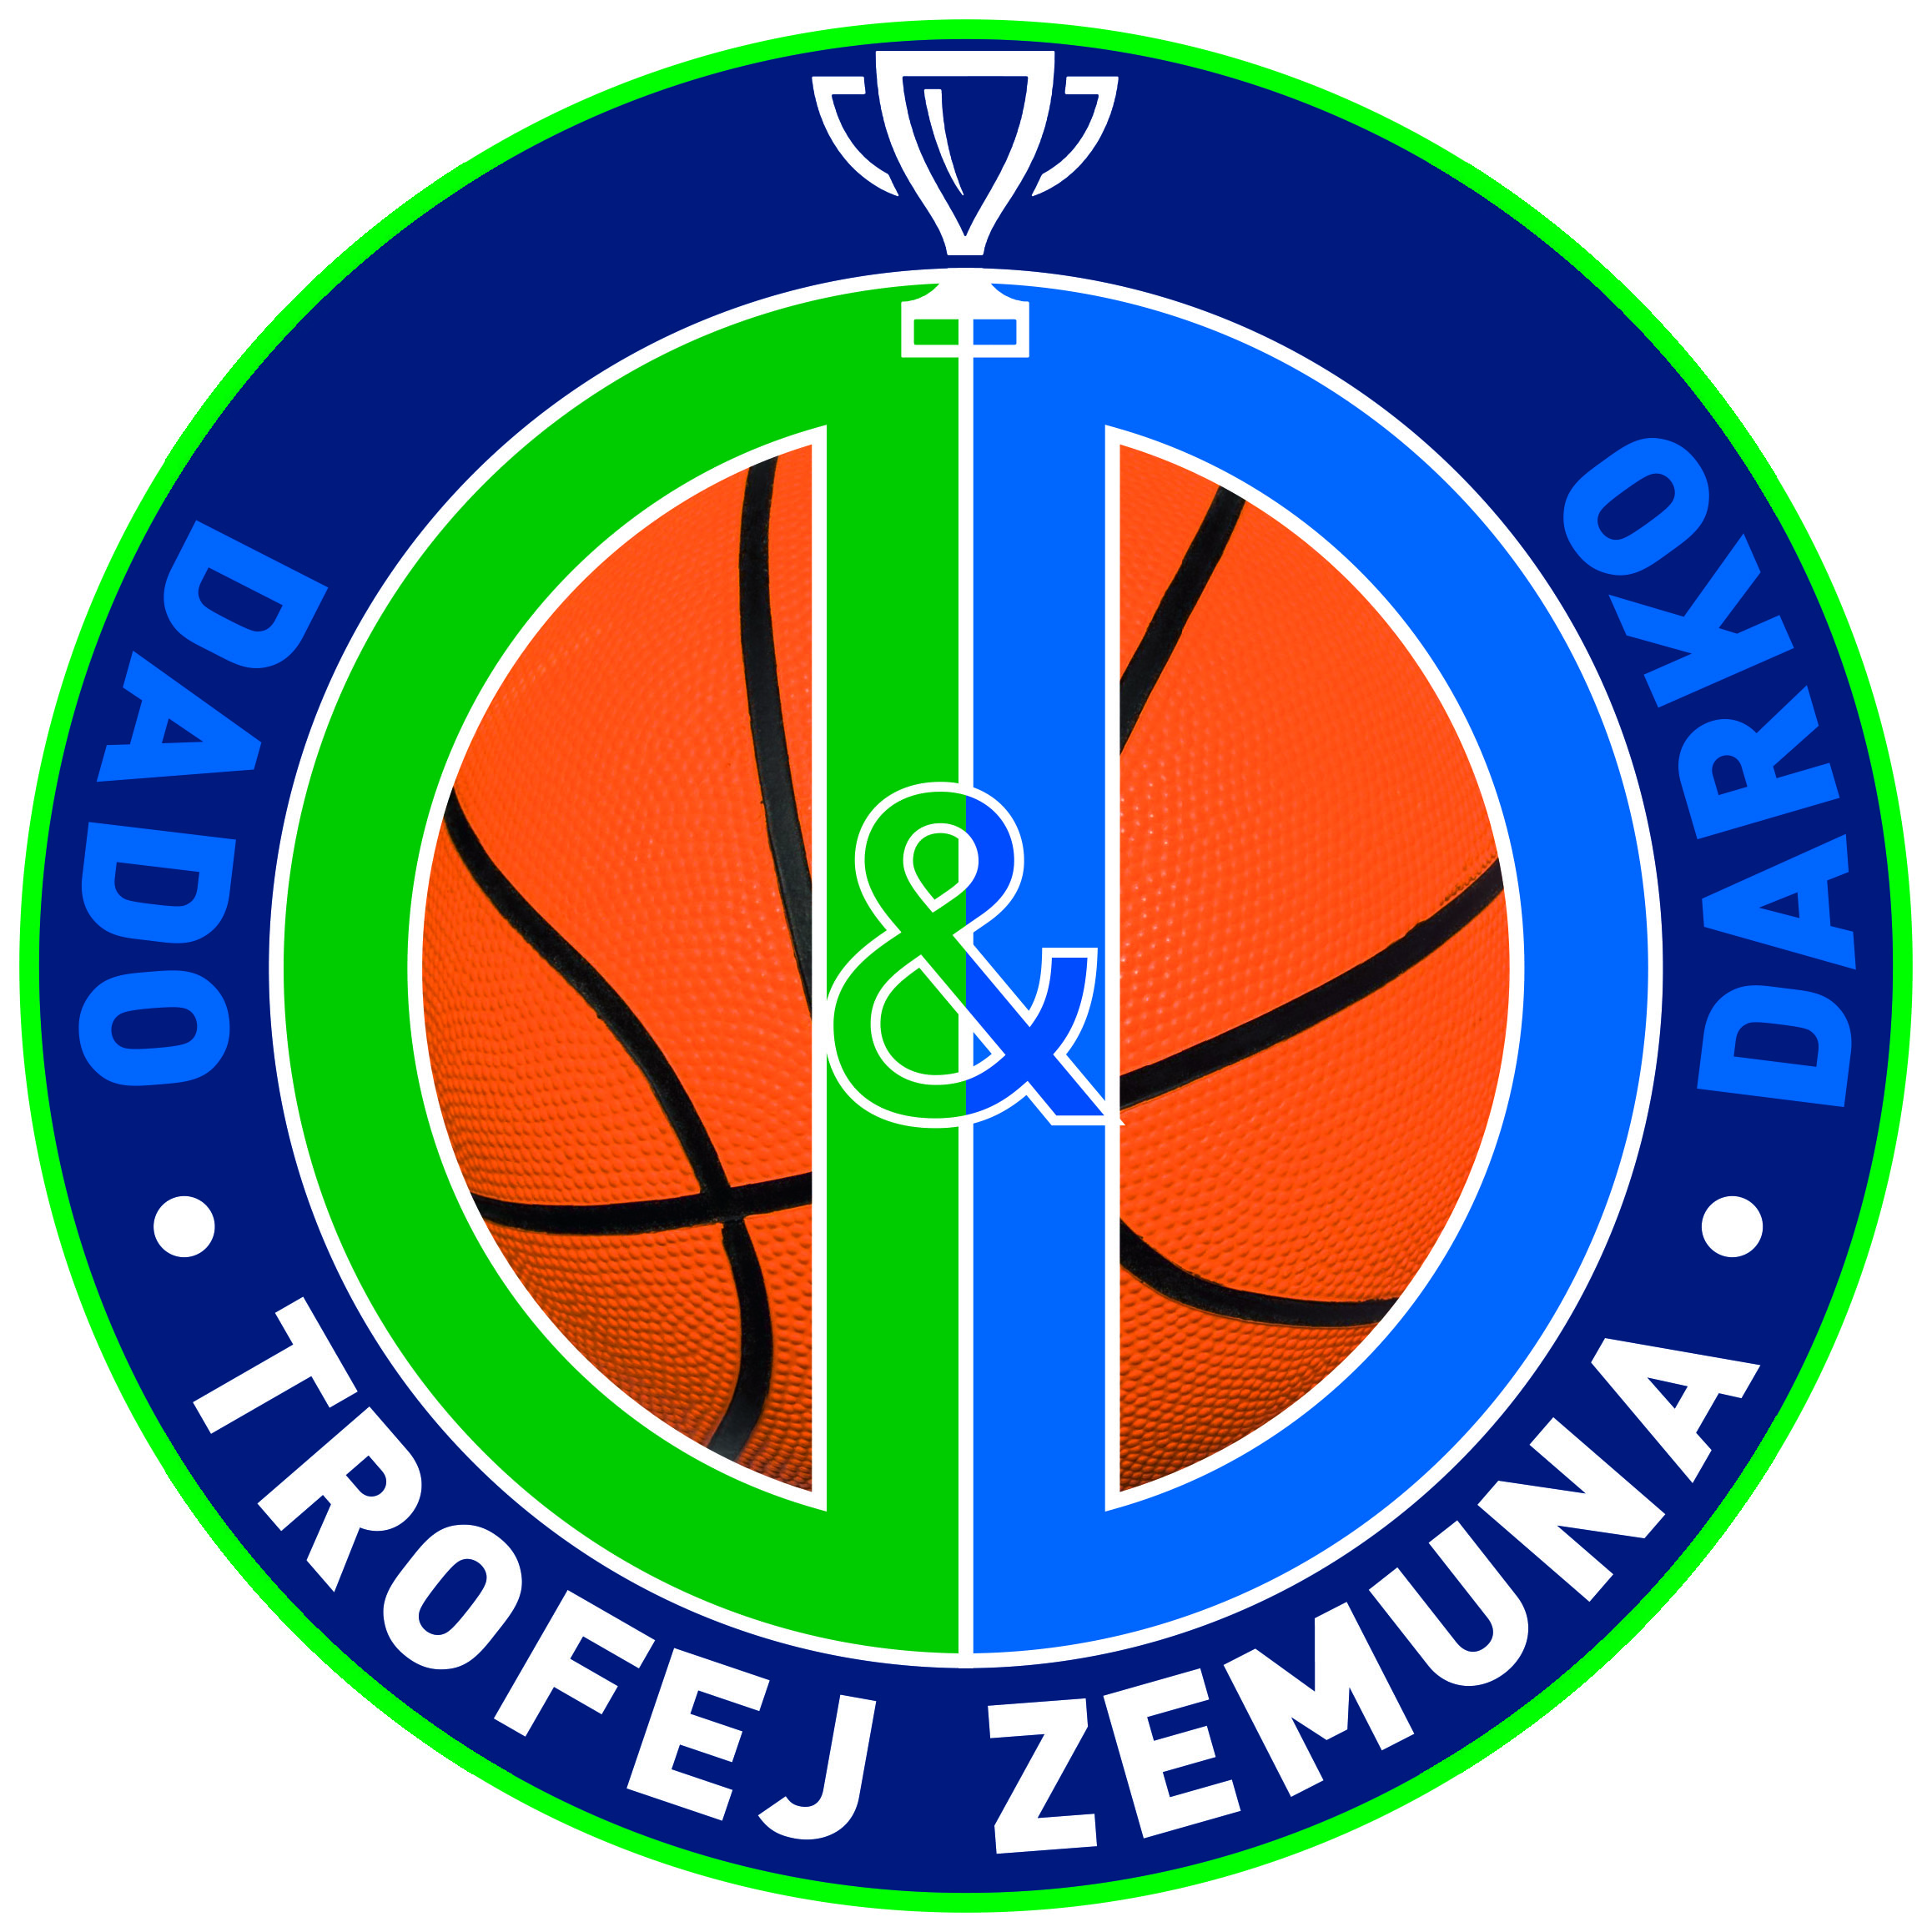 DADO
&
DARKO
• TROFEJ ZEMUNA •